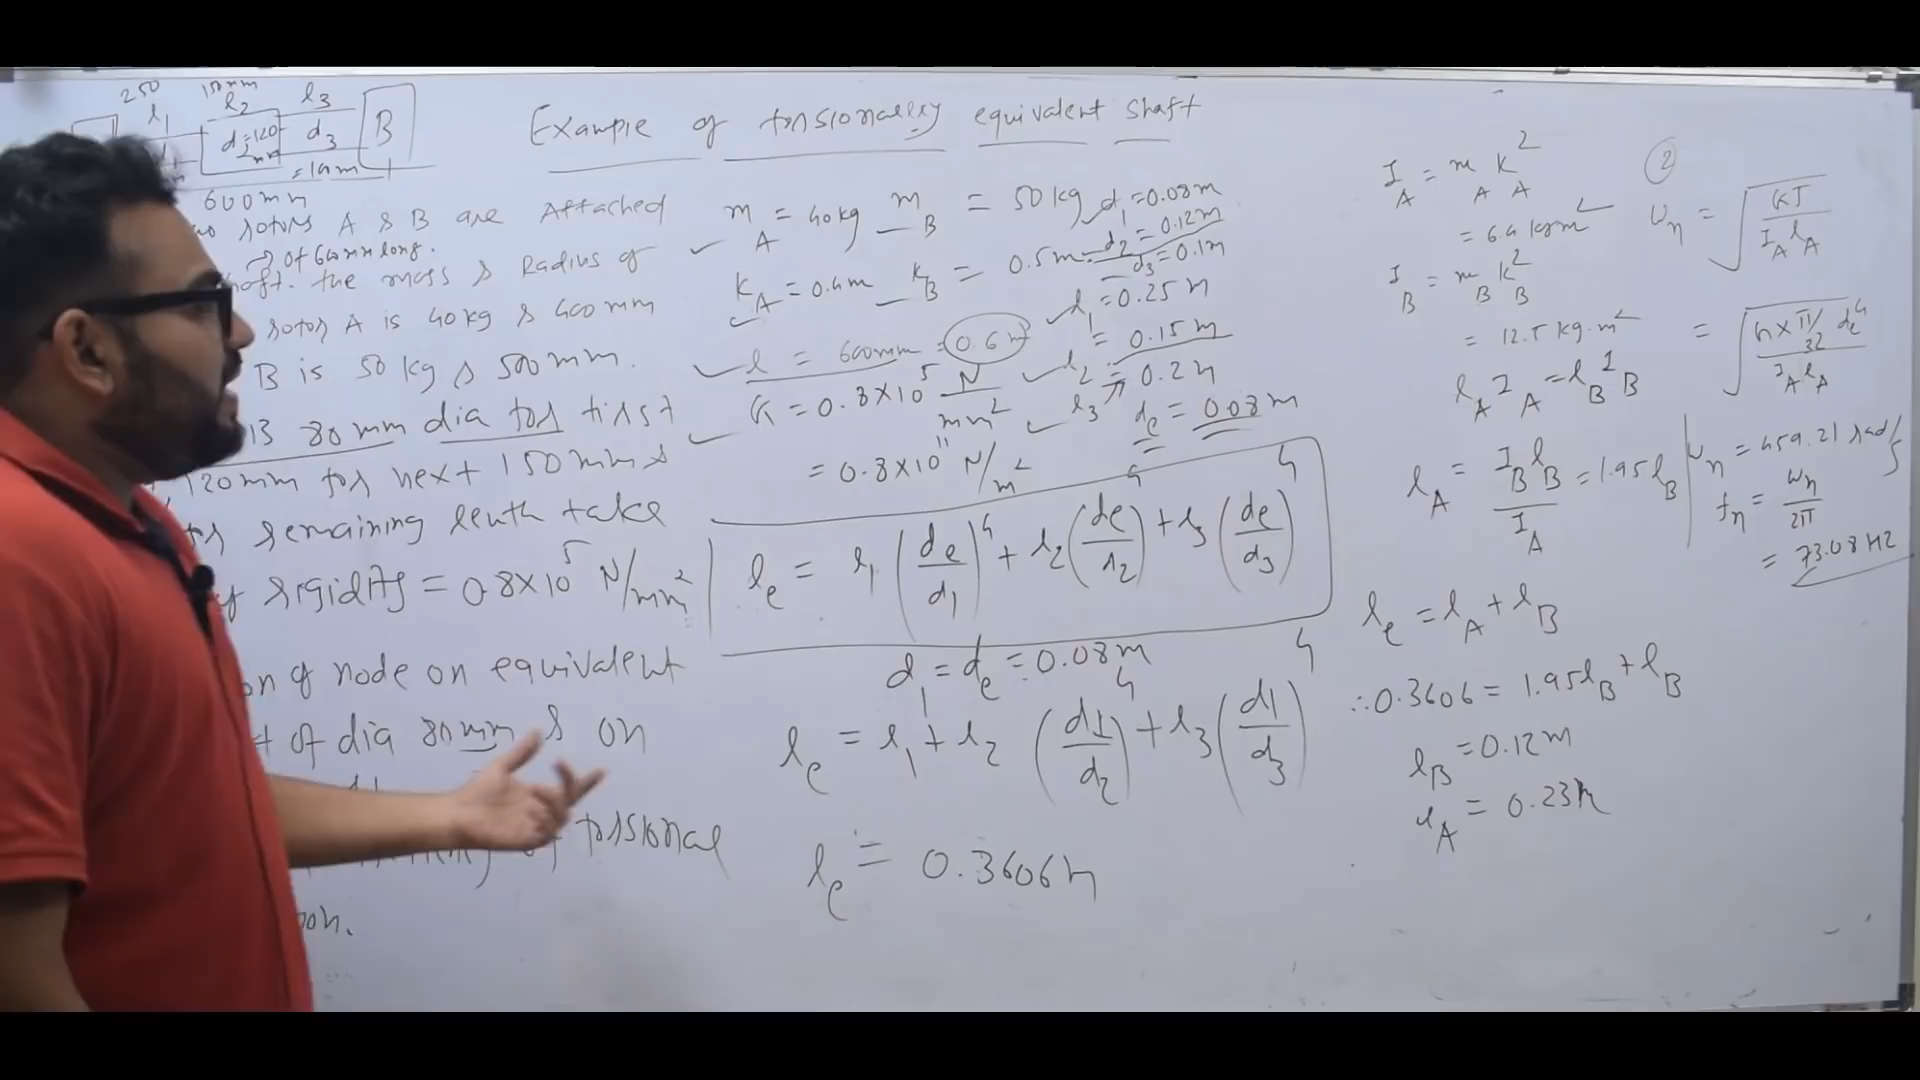 Example of torsionally equivalent shaft
250 150mm
l1 l2 l3
d2=120mm d3 B
600mm
rotors A & B are Attached
of 600mm long.
shaft. the mass & Radius of
rotor A is 40kg & 400mm
B is 50 kg & 500mm.
80mm dia for first
120mm for next 150mm &
for remaining lenth take
of rigidity = 0.8×10^5 N/mm^2
of node on equivalent
of dia 80mm & on
of torsional
m_A = 40kg m_B = 50kg
K_A = 0.4m K_B = 0.5m
l = 600mm = 0.6m
G = 0.8×10^5 N/mm^2
= 0.8×10^11 N/m^2
d1=0.08m
d2=0.12m
d3=0.1m
l1=0.25m
l2 = 0.15m
l3 = 0.2m
de = 0.08m
le = l1 (de/d1)^4 + l2 (de/d2)^4 + l3 (de/d3)^4
d1 = de = 0.08m
le = l1 + l2 (d1/d2)^4 + l3 (d1/d3)^4
le = 0.3606m
I_A = m_A K_A^2
= 6.4 kgm^2
I_B = m_B K_B^2
= 12.5 kg.m^2
l_A I_A = l_B I_B
l_A = I_B l_B / I_A = 1.95 l_B
le = l_A + l_B
∴ 0.3606 = 1.95 l_B + l_B
l_B = 0.12m
l_A = 0.23m
②
ωn = √(GJ / I_A l_A)
= √(G × π/32 de^4 / I_A l_A)
ωn = 459.21 rad/s
fn = ωn/2π
= 73.08 HZ